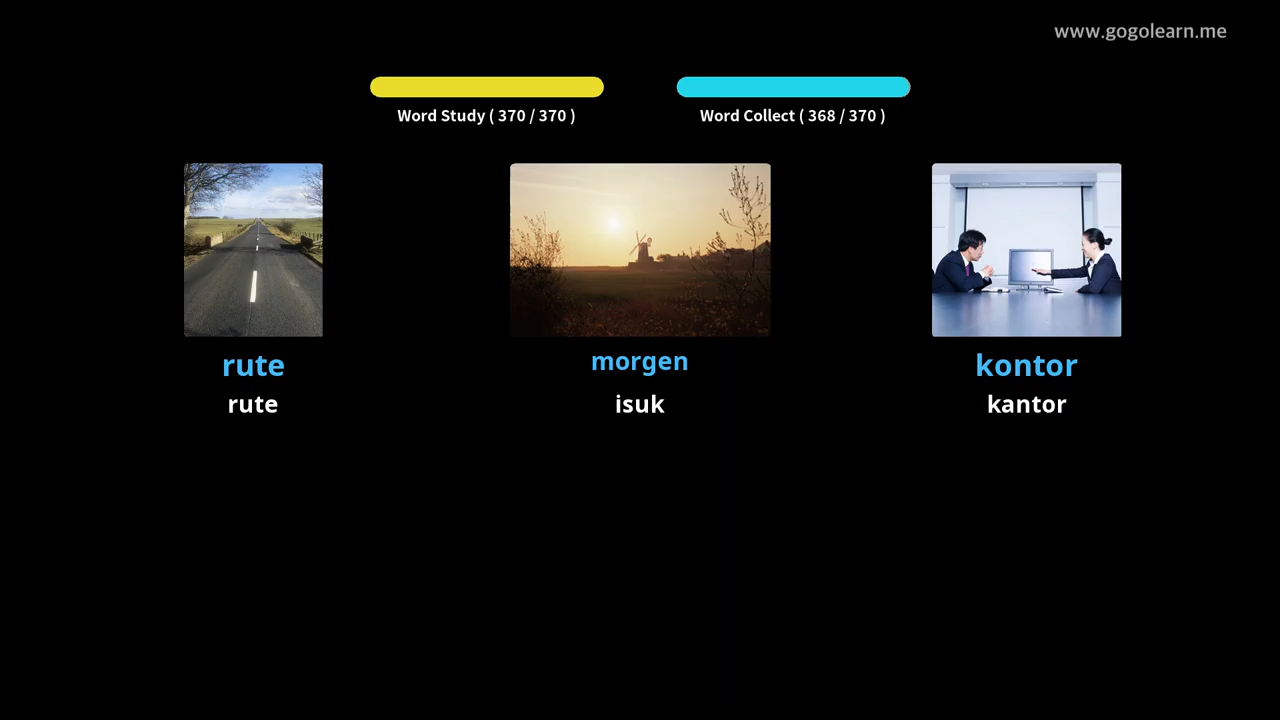 www.gogolearn.me
Word Study ( 370 / 370 )
Word Collect ( 368 / 370 )
rute
rute
morgen
isuk
kontor
kantor